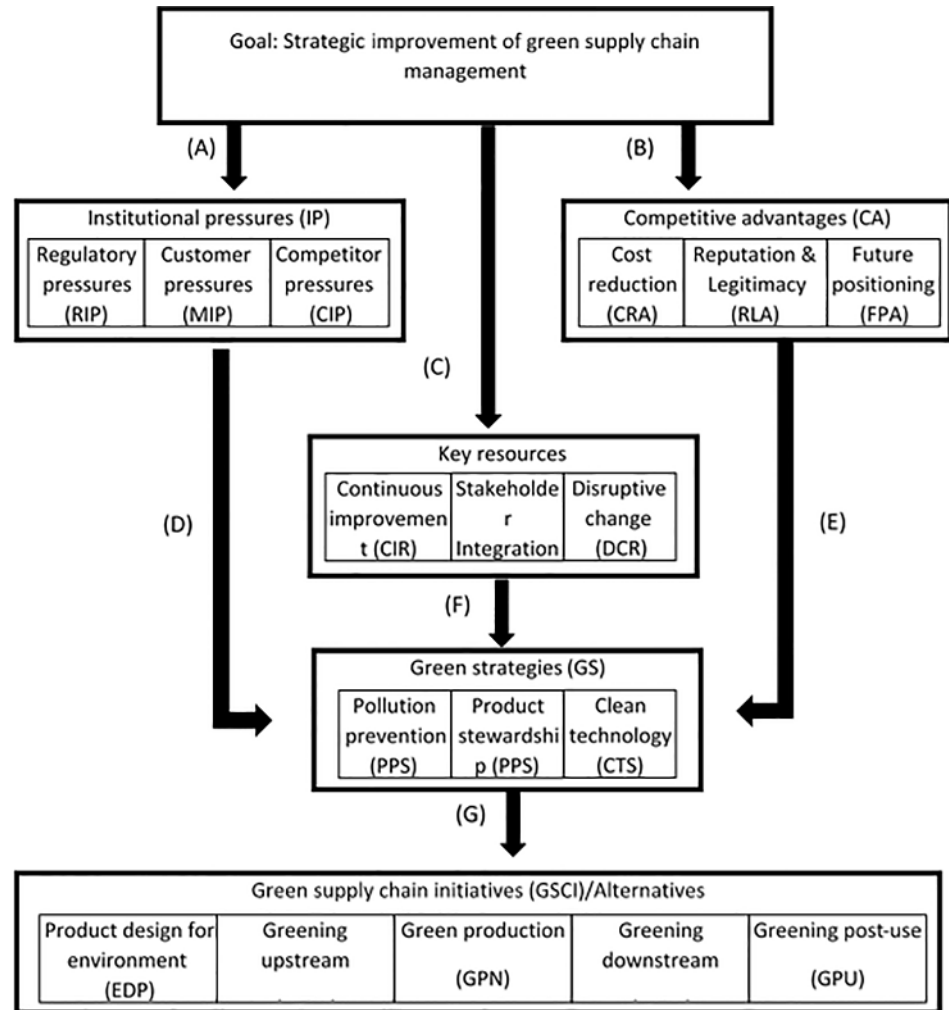 Goal: Strategic improvement of green supply chain
management
(A)
(B)
Institutional pressures (IP)
Regulatory
pressures
(RIP)
Customer
pressures
(MIP)
Competitor
pressures
(CIP)
Competitive advantages (CA)
Cost
reduction
(CRA)
Reputation &
Legitimacy
(RLA)
Future
positioning
(FPA)
(C)
Key resources
Continuous
improvemen
t (CIR)
Stakeholde
r
Integration
Disruptive
change
(DCR)
(D)
(E)
(F)
Green strategies (GS)
Pollution
prevention
(PPS)
Product
stewardshi
p (PPS)
Clean
technology
(CTS)
(G)
Green supply chain initiatives (GSCI)/Alternatives
Product design for
environment
(EDP)
Greening
upstream
Green production
(GPN)
Greening
downstream
Greening post-use
(GPU)